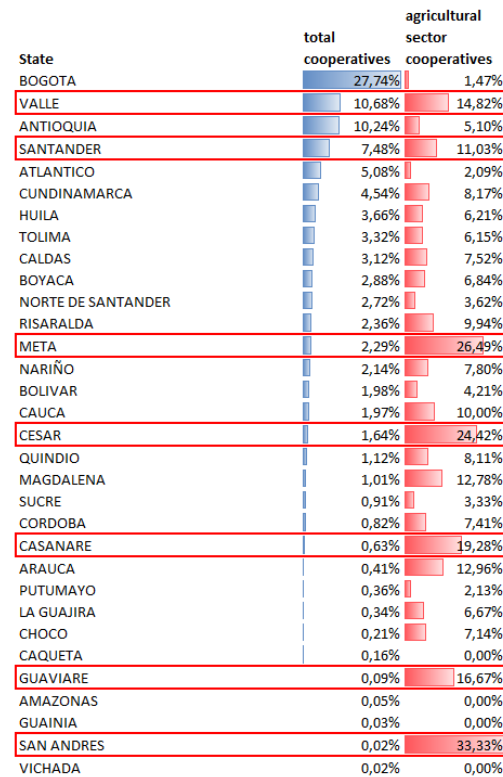 agricultural
total sector
State cooperatives cooperatives
BOGOTA 27,74% 1,47%
VALLE 10,68% 14,82%
ANTIOQUIA 10,24% 5,10%
SANTANDER 7,48% 11,03%
ATLANTICO 5,08% 2,09%
CUNDINAMARCA 4,54% 8,17%
HUILA 3,66% 6,21%
TOLIMA 3,32% 6,15%
CALDAS 3,12% 7,52%
BOYACA 2,88% 6,84%
NORTE DE SANTANDER 2,72% 3,62%
RISARALDA 2,36% 9,94%
META 2,29% 26,49%
NARIÑO 2,14% 7,80%
BOLIVAR 1,98% 4,21%
CAUCA 1,97% 10,00%
CESAR 1,64% 24,42%
QUINDIO 1,12% 8,11%
MAGDALENA 1,01% 12,78%
SUCRE 0,91% 3,33%
CORDOBA 0,82% 7,41%
CASANARE 0,63% 19,28%
ARAUCA 0,41% 12,96%
PUTUMAYO 0,36% 2,13%
LA GUAJIRA 0,34% 6,67%
CHOCO 0,21% 7,14%
CAQUETA 0,16% 0,00%
GUAVIARE 0,09% 16,67%
AMAZONAS 0,05% 0,00%
GUAINIA 0,03% 0,00%
SAN ANDRES 0,02% 33,33%
VICHADA 0,02% 0,00%